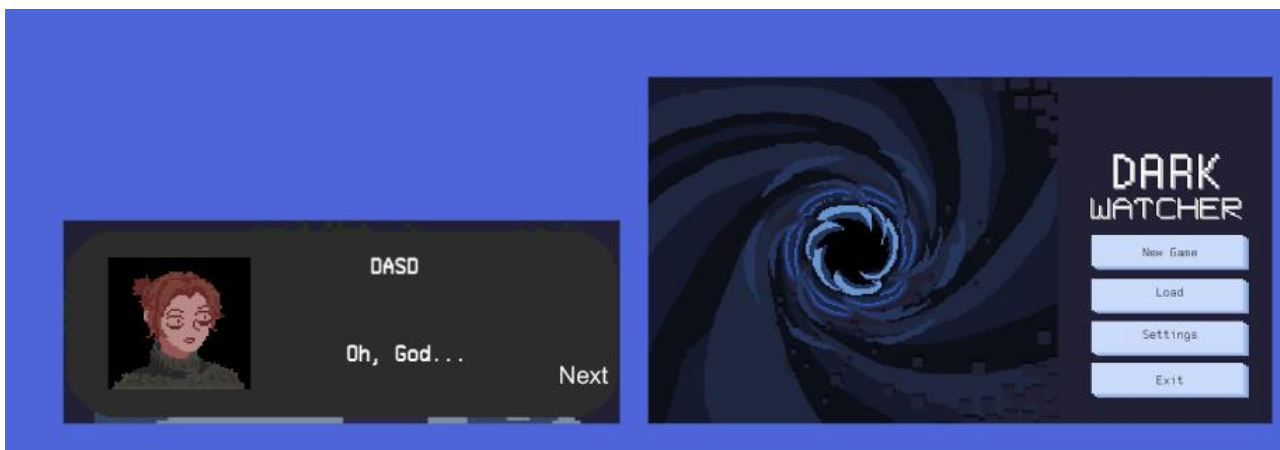 DASD
Oh, God...
Next
DARK
WATCHER
New Game
Load
Settings
Exit